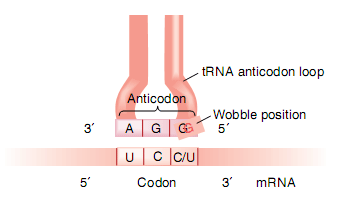 tRNA anticodon loop
Anticodon
Wobble position
3′ A G G G 5′
U C C/U
5′ Codon 3′ mRNA